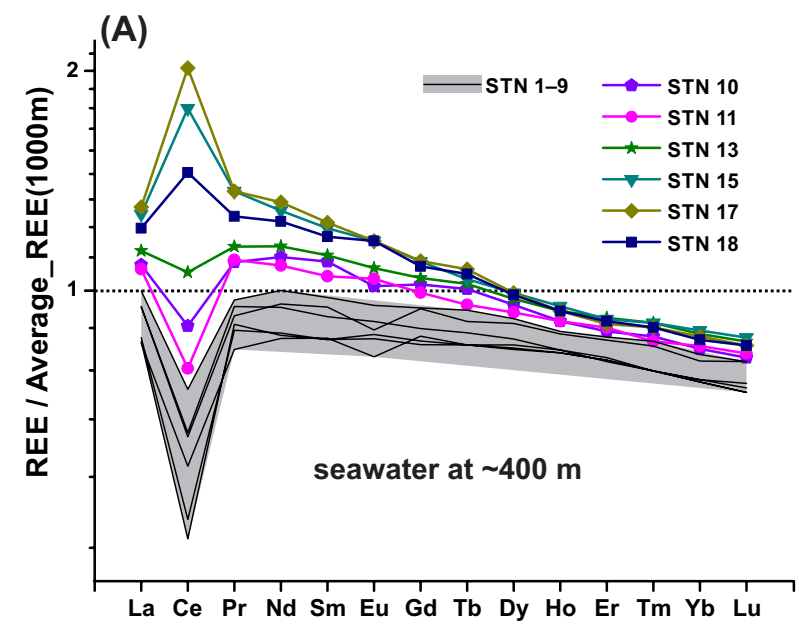 (A)
2
1
REE / Average_REE(1000m)
STN 1–9
STN 10
STN 11
STN 13
STN 15
STN 17
STN 18
seawater at ~400 m
La Ce Pr Nd Sm Eu Gd Tb Dy Ho Er Tm Yb Lu